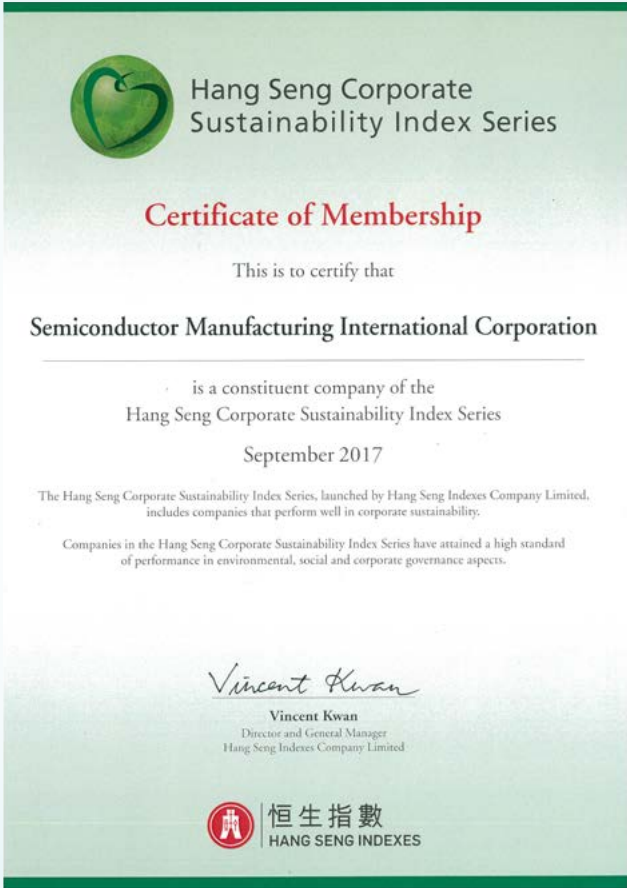 Hang Seng Corporate
Sustainability Index Series
Certificate of Membership
This is to certify that
Semiconductor Manufacturing International Corporation
is a constituent company of the
Hang Seng Corporate Sustainability Index Series
September 2017
The Hang Seng Corporate Sustainability Index Series, launched by Hang Seng Indexes Company Limited,
includes companies that perform well in corporate sustainability.
Companies in the Hang Seng Corporate Sustainability Index Series have attained a high standard
of performance in environmental, social and corporate governance aspects.
Vincent Kwan
Vincent Kwan
Director and General Manager
Hang Seng Indexes Company Limited
恒生指數
HANG SENG INDEXES